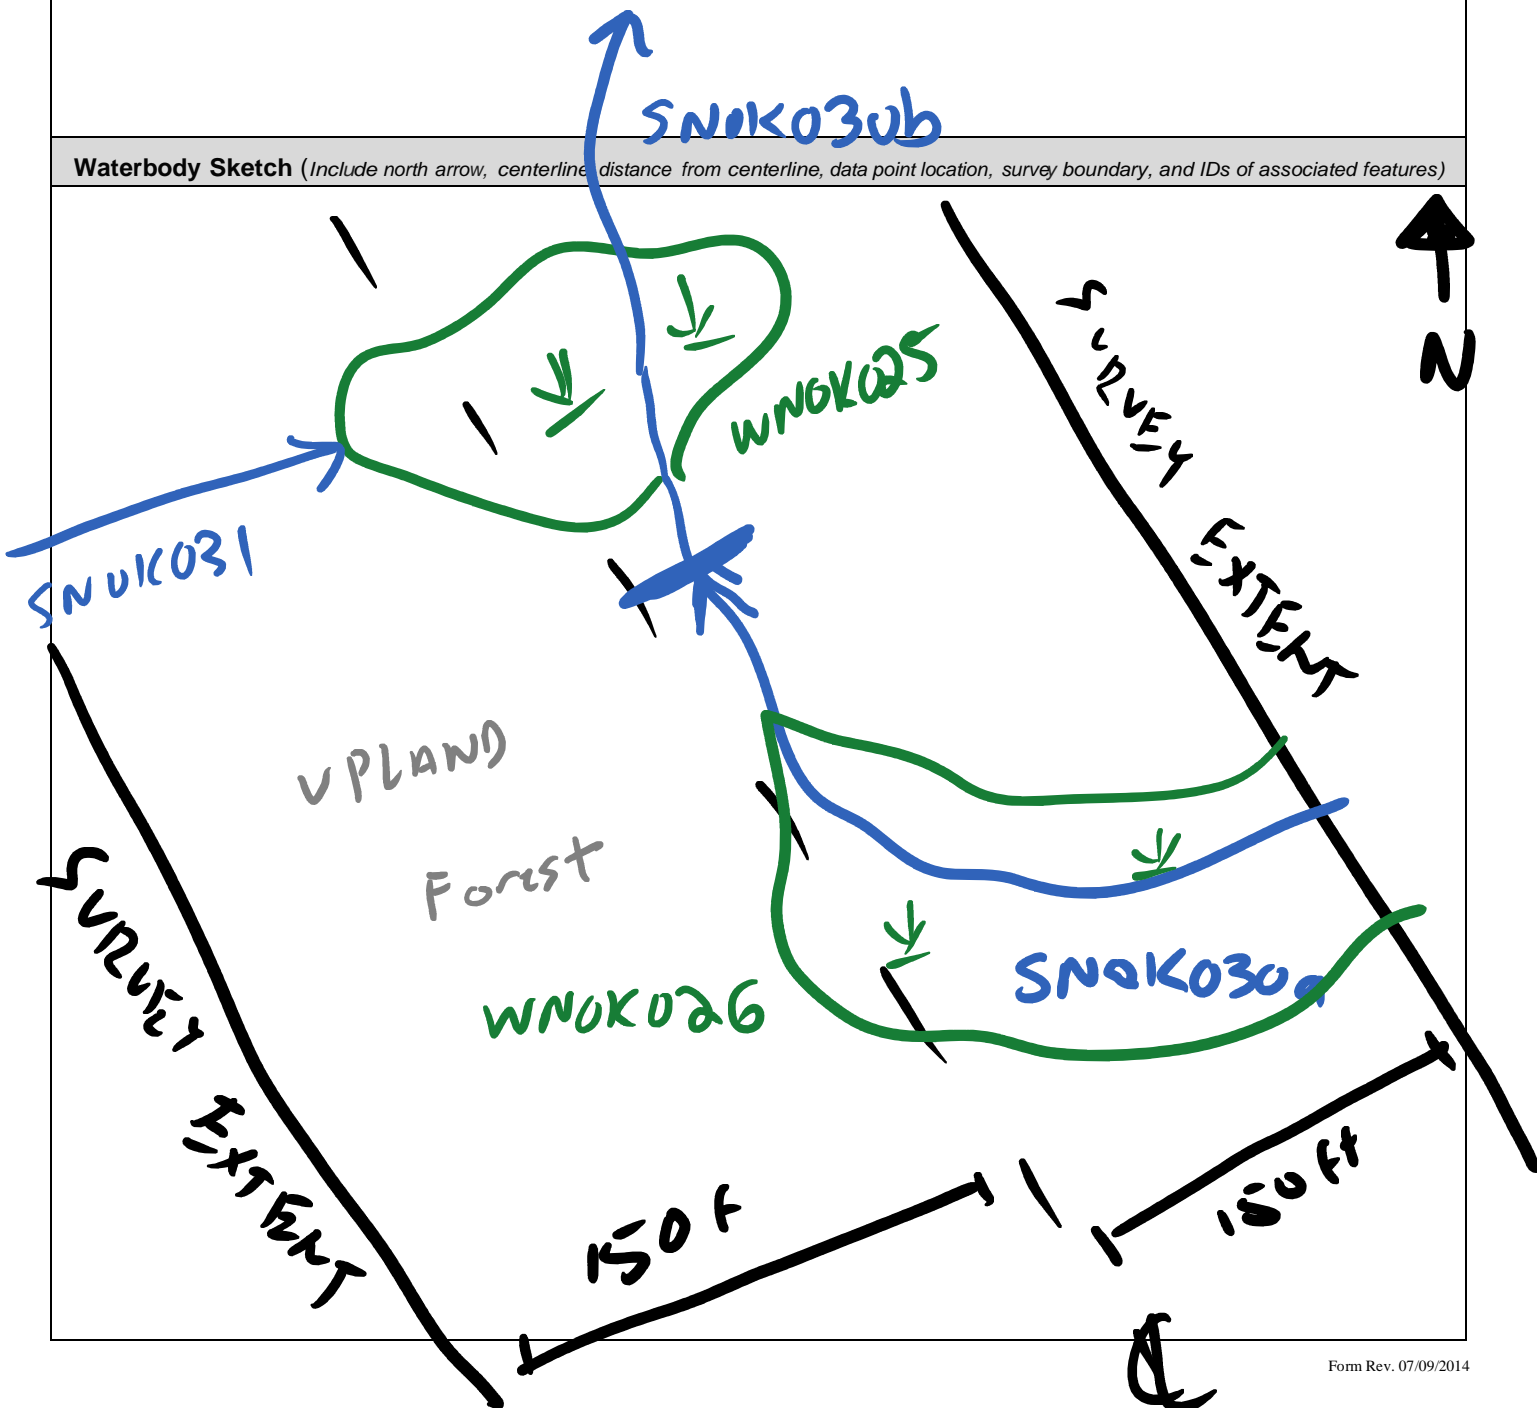 SNOK030b
Waterbody Sketch (Include north arrow, centerline distance from centerline, data point location, survey boundary, and IDs of associated features)
N
SURVEY EXTENT
WNOK025
SNOK031
UPLAND
Forest
SURVEY EXTENT
WNOK026
SNOK030a
150 f
150 ft
℄
Form Rev. 07/09/2014